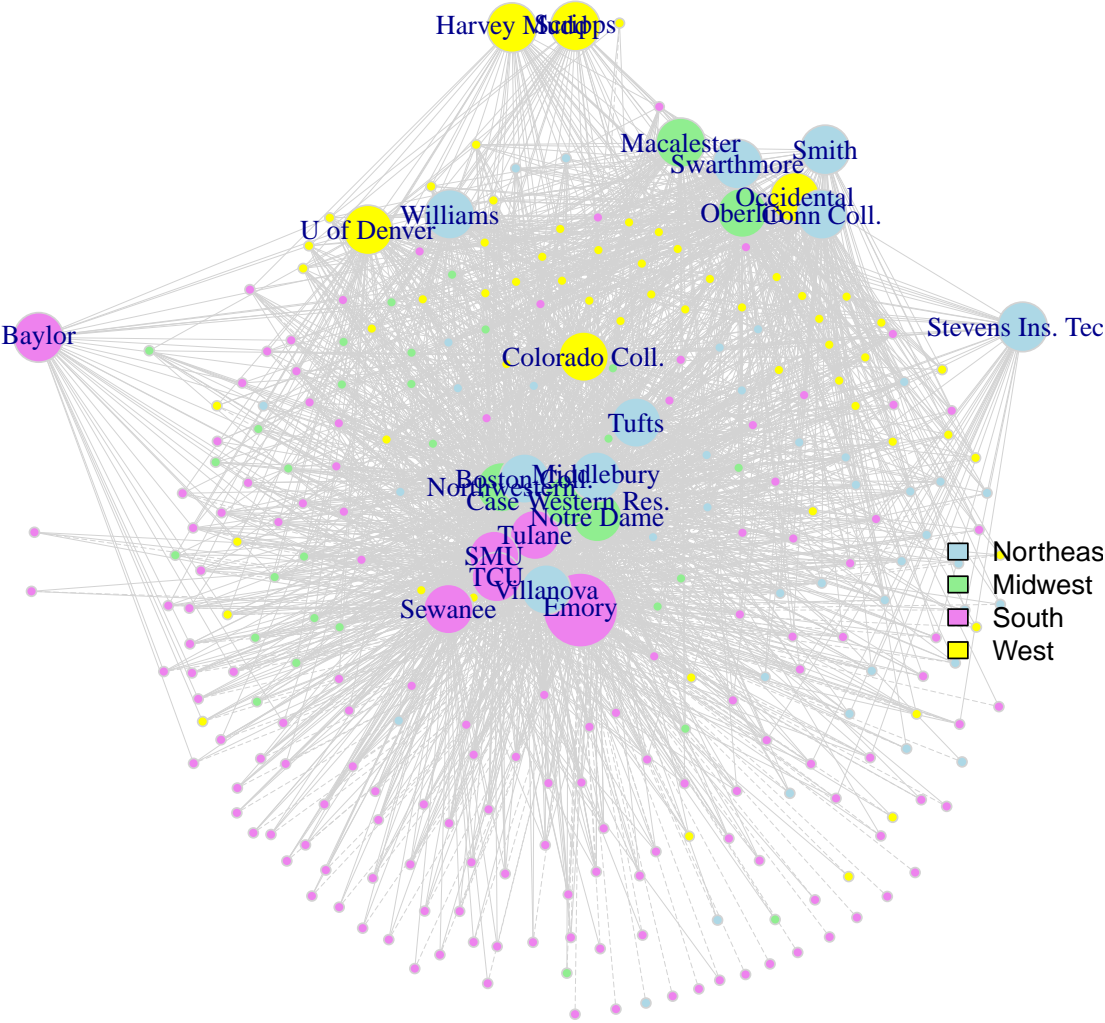 Harvey Mudd
Scripps
Macalester
Smith
Swarthmore
Occidental
Williams
Oberlin
Conn Coll.
U of Denver
Baylor
Stevens Ins. Tec
Colorado Coll.
Tufts
Middlebury
Boston Coll.
Northwestern
Case Western Res.
Notre Dame
Tulane
SMU
TCU
Villanova
Sewanee
Emory
Northeas
Midwest
South
West